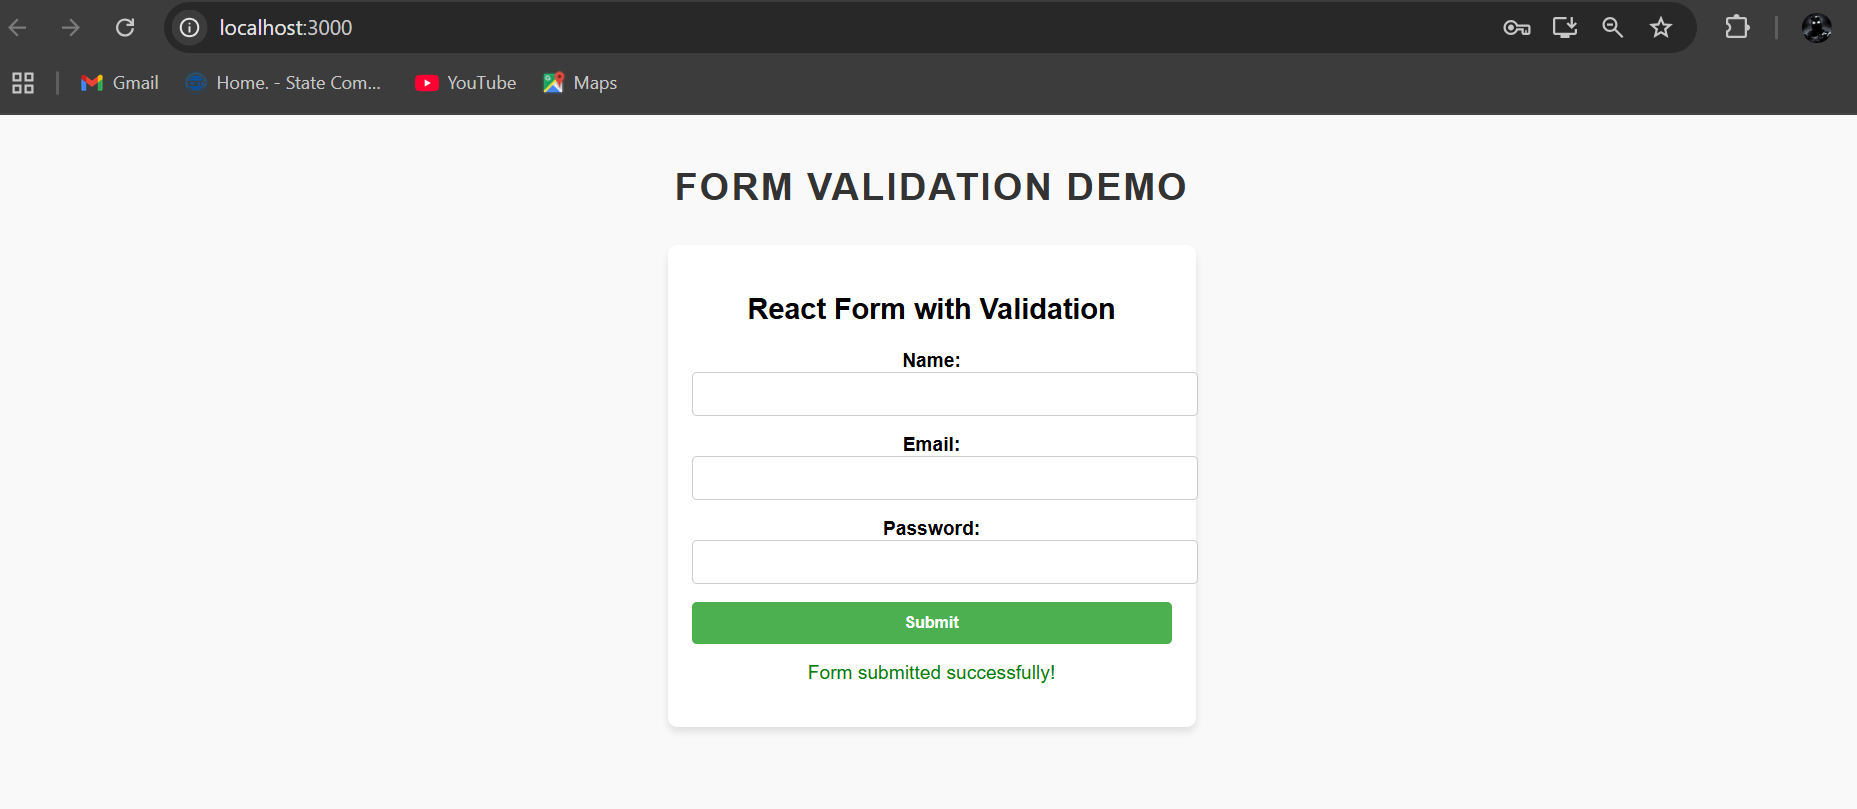 localhost:3000
Gmail Home. - State Com... YouTube Maps
FORM VALIDATION DEMO
React Form with Validation
Name:
Email:
Password:
Submit
Form submitted successfully!